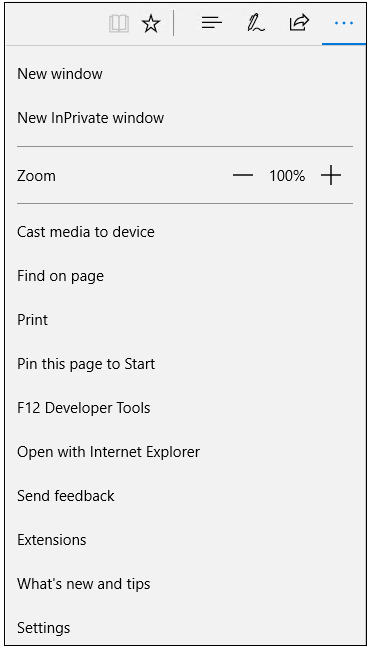 New window
New InPrivate window
Zoom 100%
Cast media to device
Find on page
Print
Pin this page to Start
F12 Developer Tools
Open with Internet Explorer
Send feedback
Extensions
What's new and tips
Settings